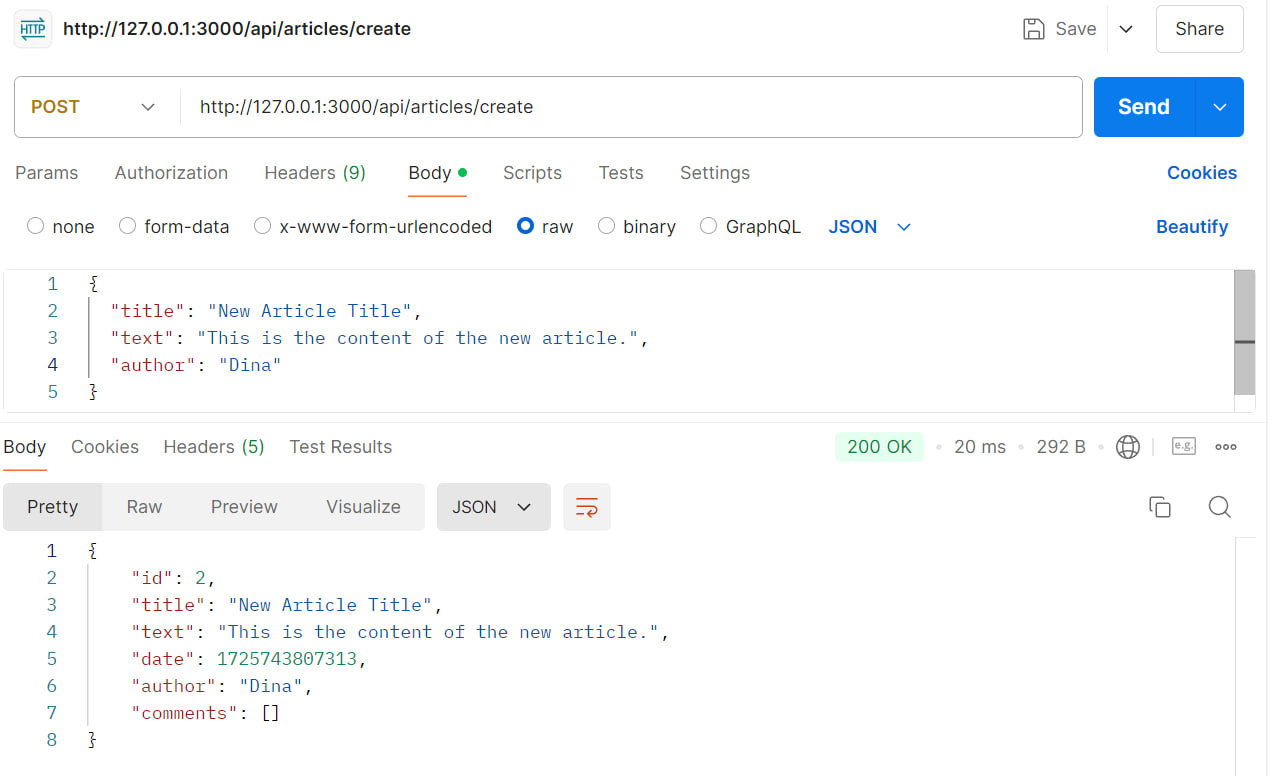 HTTP http://127.0.0.1:3000/api/articles/create Save Share
POST http://127.0.0.1:3000/api/articles/create Send
Params Authorization Headers (9) Body Scripts Tests Settings Cookies
none form-data x-www-form-urlencoded raw binary GraphQL JSON Beautify
1 {
2 "title": "New Article Title",
3 "text": "This is the content of the new article.",
4 "author": "Dina"
5 }
Body Cookies Headers (5) Test Results 200 OK 20 ms 292 B e.g.
Pretty Raw Preview Visualize JSON
1 {
2 "id": 2,
3 "title": "New Article Title",
4 "text": "This is the content of the new article.",
5 "date": 1725743807313,
6 "author": "Dina",
7 "comments": []
8 }